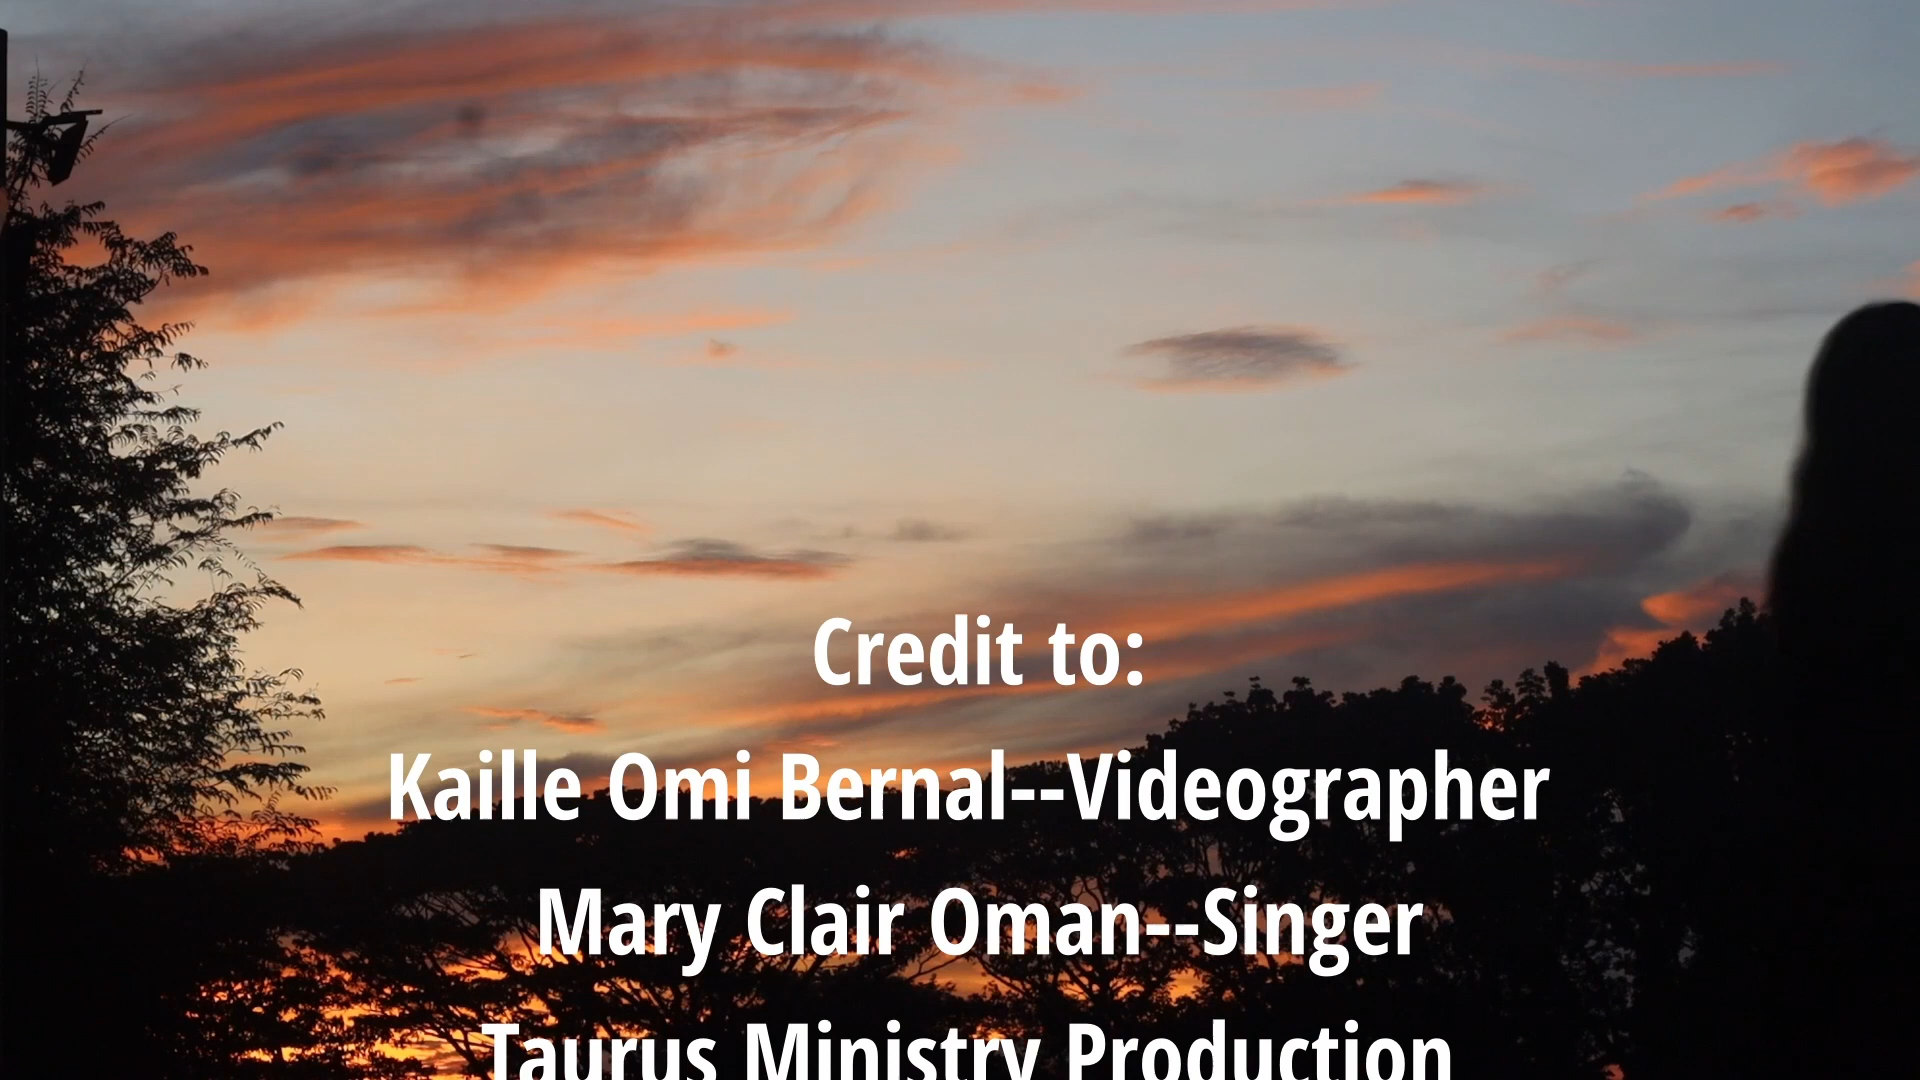 Credit to:
Kaille Omi Bernal--Videographer
Mary Clair Oman--Singer
Taurus Ministry Production